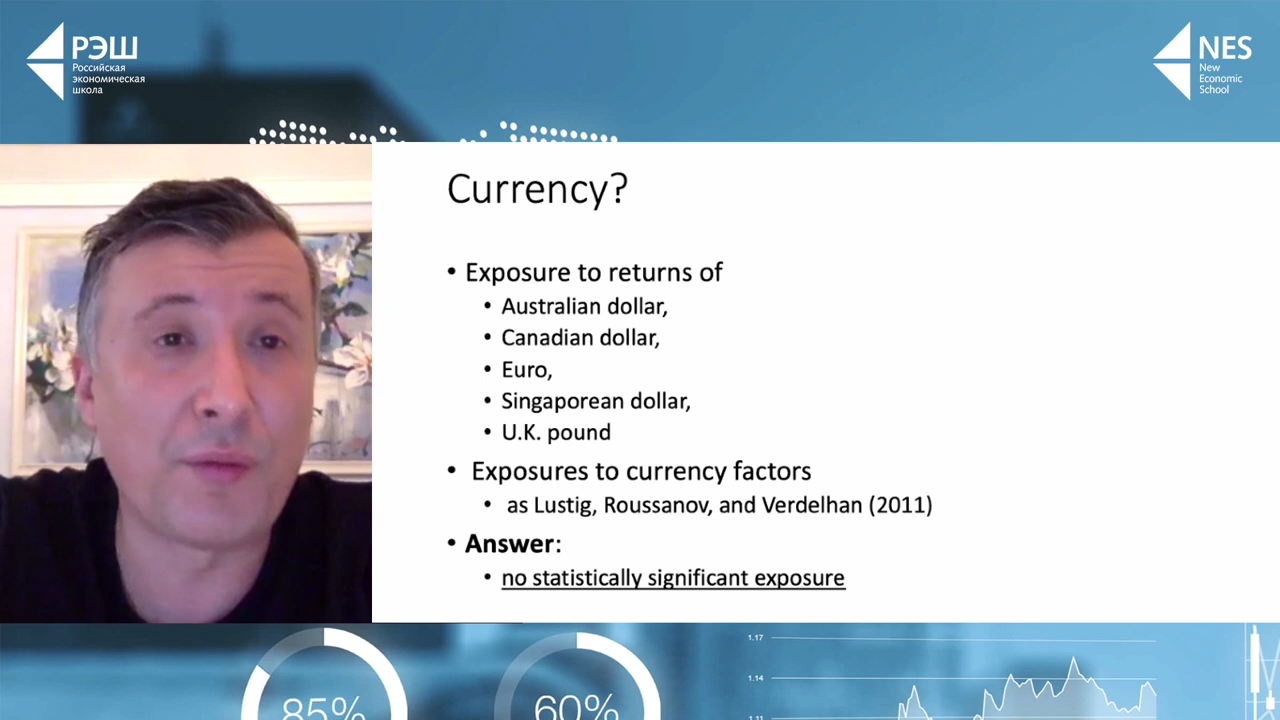 РЭШ
Российская
экономическая
школа
NES
New
Economic
School
Currency?
• Exposure to returns of
• Australian dollar,
• Canadian dollar,
• Euro,
• Singaporean dollar,
• U.K. pound
• Exposures to currency factors
• as Lustig, Roussanov, and Verdelhan (2011)
• Answer:
• no statistically significant exposure
85%
60%
1.17
1.14
1.11